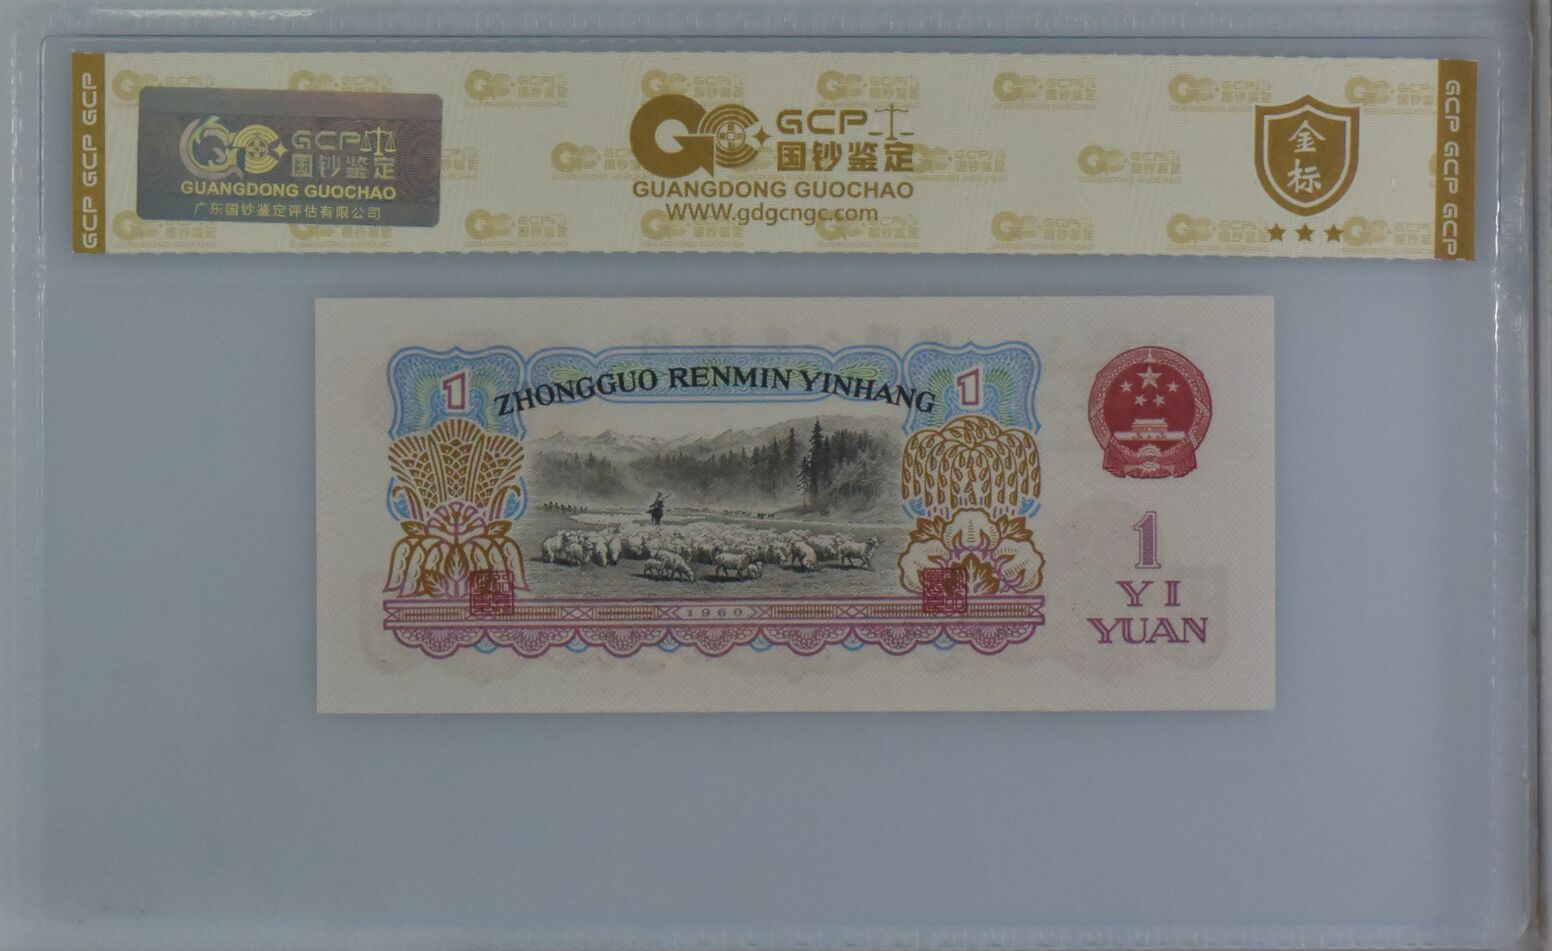 GCP GCP GCP
GCP
国钞鉴定
GUANGDONG GUOCHAO
广东国钞鉴定评估有限公司
GCP
国钞鉴定
GUANGDONG GUOCHAO
WWW.gdgcngc.com
金标
GCP GCP GCP
1
ZHONGGUO RENMIN YINHANG
1
1960
1
YI
YUAN